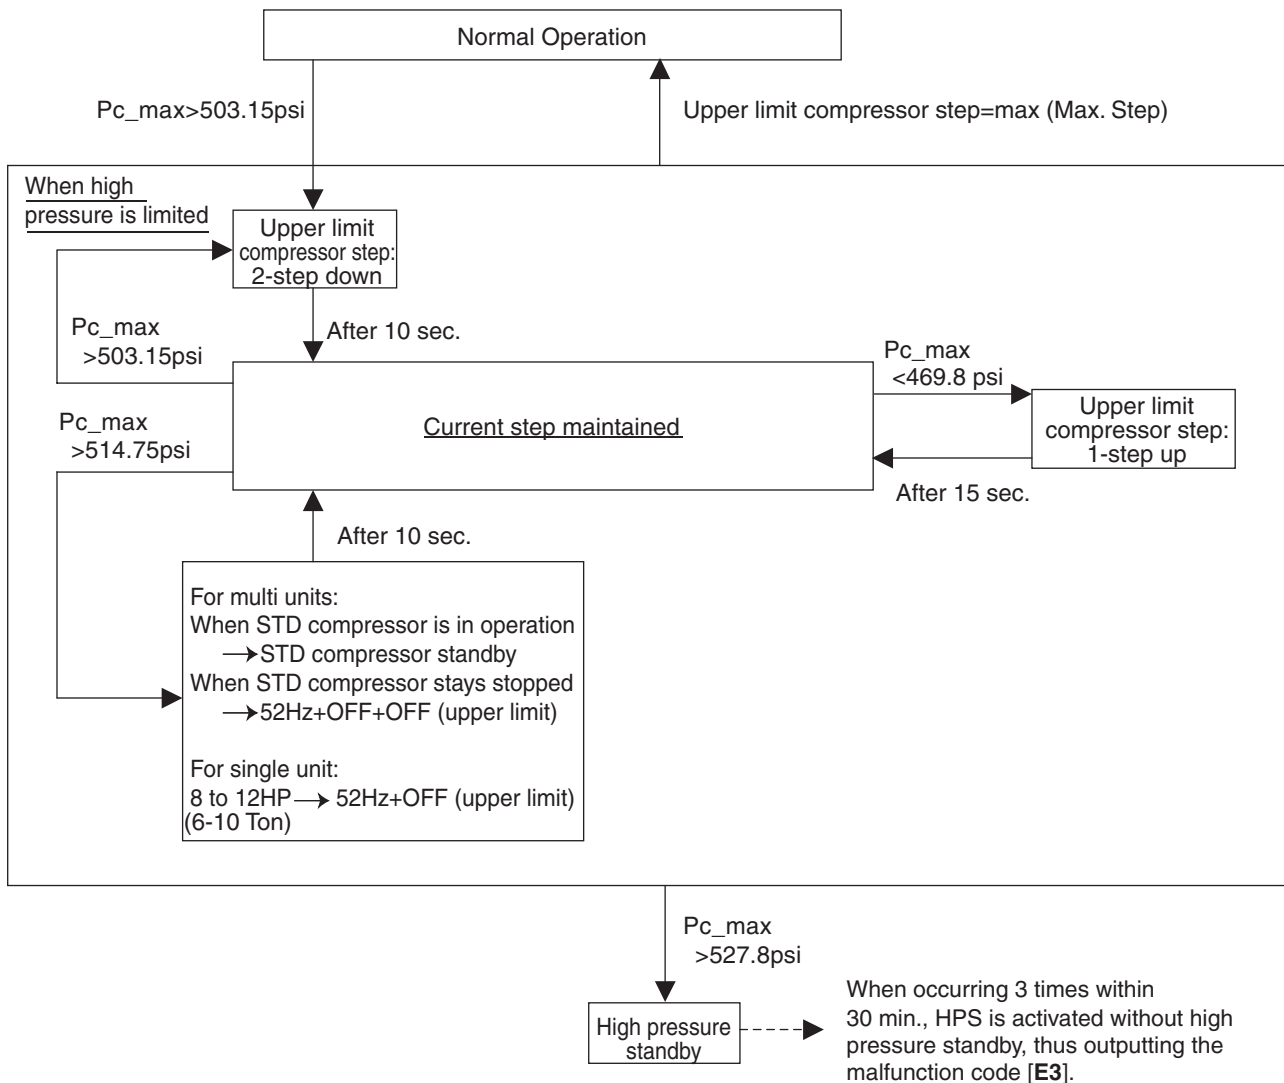 Normal Operation
Pc_max>503.15psi
Upper limit compressor step=max (Max. Step)
When high
pressure is limited
Upper limit
compressor step:
2-step down
After 10 sec.
Pc_max
>503.15psi
Pc_max
<469.8 psi
Upper limit
compressor step:
1-step up
After 15 sec.
Current step maintained
Pc_max
>514.75psi
After 10 sec.
For multi units:
When STD compressor is in operation
→STD compressor standby
When STD compressor stays stopped
→52Hz+OFF+OFF (upper limit)
For single unit:
8 to 12HP→ 52Hz+OFF (upper limit)
(6-10 Ton)
Pc_max
>527.8psi
High pressure
standby
When occurring 3 times within
30 min., HPS is activated without high
pressure standby, thus outputting the
malfunction code [E3].